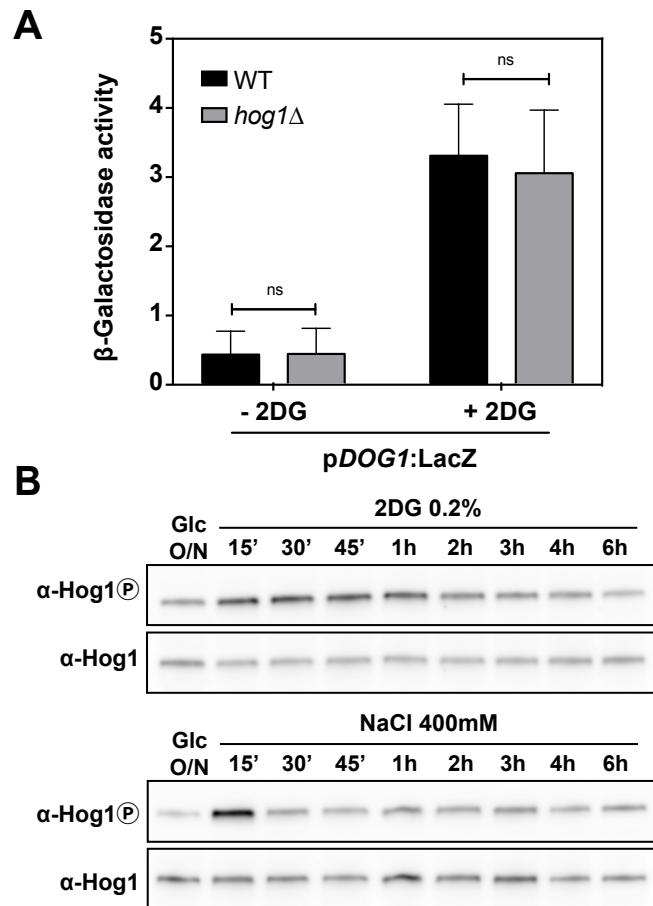 A
5
4
3
2
1
0
β-Galactosidase activity
WT
hog1Δ
ns
ns
- 2DG + 2DG
pDOG1:LacZ
B
Glc
O/N
2DG 0.2%
15’ 30’ 45’ 1h 2h 3h 4h 6h
α-Hog1Ⓟ
α-Hog1
Glc
O/N
NaCl 400mM
15’ 30’ 45’ 1h 2h 3h 4h 6h
α-Hog1Ⓟ
α-Hog1